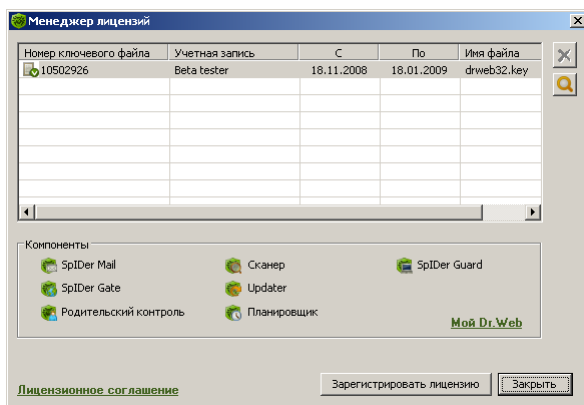 Менеджер лицензий
Номер ключевого файла Учетная запись С По Имя файла
10502926 Beta tester 18.11.2008 18.01.2009 drweb32.key
Компоненты
SpIDer Mail Сканер SpIDer Guard
SpIDer Gate Updater
Родительский контроль Планировщик
Мой Dr.Web
Лицензионное соглашение Зарегистрировать лицензию Закрыть